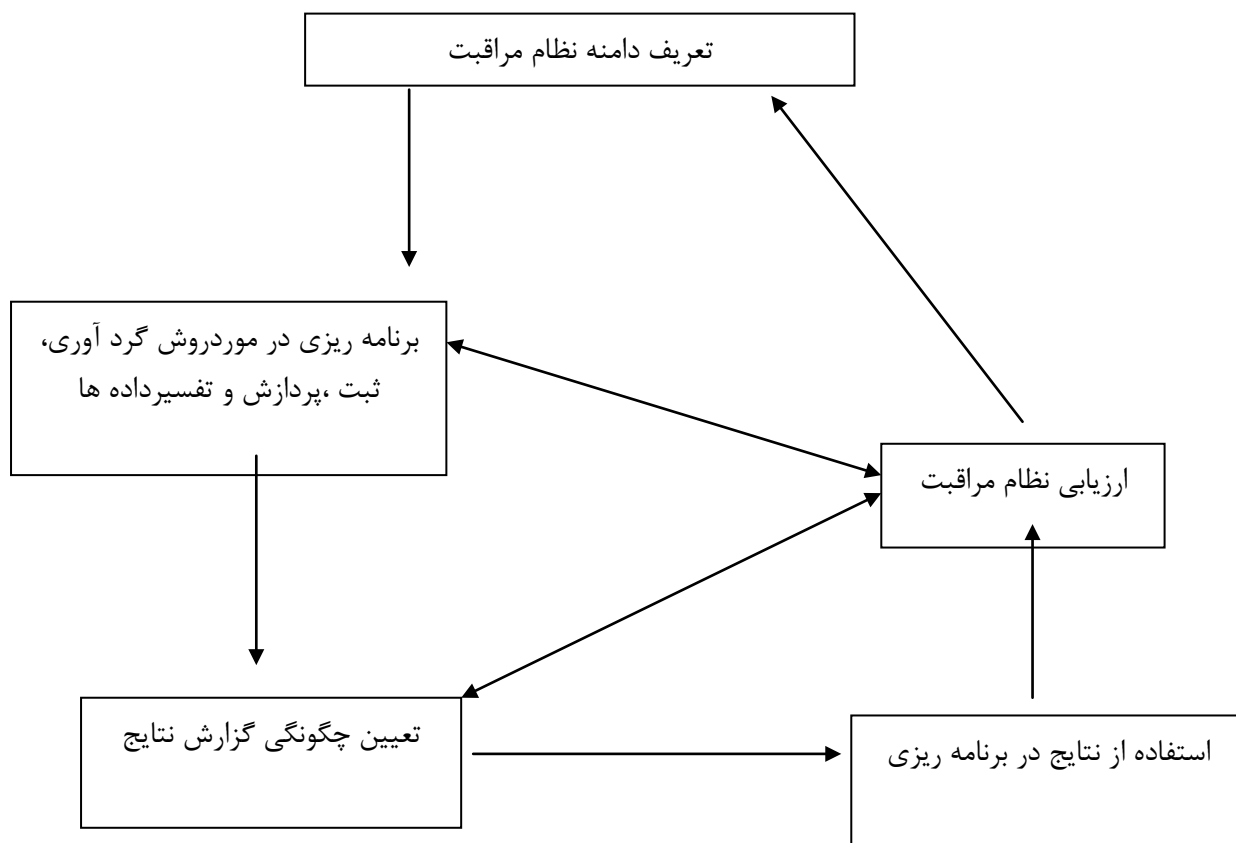 تعریف دامنه نظام مراقبت
برنامه ریزی در موردروش گرد آوری،
ثبت ،پردازش و تفسیرداده ها
ارزیابی نظام مراقبت
تعیین چگونگی گزارش نتایج
استفاده از نتایج در برنامه ریزی